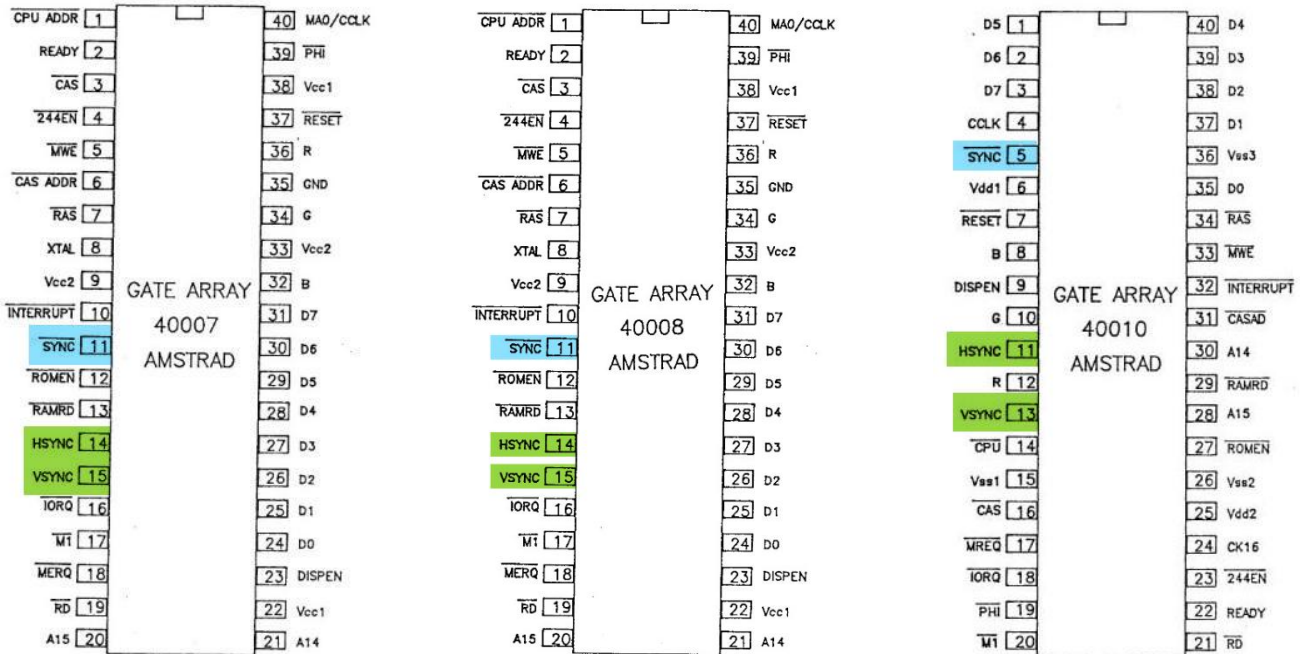 CPU ADDR 1
READY 2
CAS 3
244EN 4
MWE 5
CAS ADDR 6
RAS 7
XTAL 8
Vcc2 9
INTERRUPT 10
SYNC 11
ROMEN 12
RAMRD 13
HSYNC 14
VSYNC 15
IORQ 16
M1 17
MERQ 18
RD 19
A15 20
GATE ARRAY
40007
AMSTRAD
40 MA0/CCLK
39 PHI
38 Vcc1
37 RESET
36 R
35 GND
34 G
33 Vcc2
32 B
31 D7
30 D6
29 D5
28 D4
27 D3
26 D2
25 D1
24 D0
23 DISPEN
22 Vcc1
21 A14
CPU ADDR 1
READY 2
CAS 3
244EN 4
MWE 5
CAS ADDR 6
RAS 7
XTAL 8
Vcc2 9
INTERRUPT 10
SYNC 11
ROMEN 12
RAMRD 13
HSYNC 14
VSYNC 15
IORQ 16
M1 17
MERQ 18
RD 19
A15 20
GATE ARRAY
40008
AMSTRAD
40 MA0/CCLK
39 PHI
38 Vcc1
37 RESET
36 R
35 GND
34 G
33 Vcc2
32 B
31 D7
30 D6
29 D5
28 D4
27 D3
26 D2
25 D1
24 D0
23 DISPEN
22 Vcc1
21 A14
D5 1
D6 2
D7 3
CCLK 4
SYNC 5
Vdd1 6
RESET 7
B 8
DISPEN 9
G 10
HSYNC 11
R 12
VSYNC 13
CPU 14
Vss1 15
CAS 16
MREQ 17
IORQ 18
PHI 19
M1 20
GATE ARRAY
40010
AMSTRAD
40 D4
39 D3
38 D2
37 D1
36 Vss3
35 D0
34 RAS
33 MWE
32 INTERRUPT
31 CASAD
30 A14
29 RAMRD
28 A15
27 ROMEN
26 Vss2
25 Vdd2
24 CK16
23 244EN
22 READY
21 RD